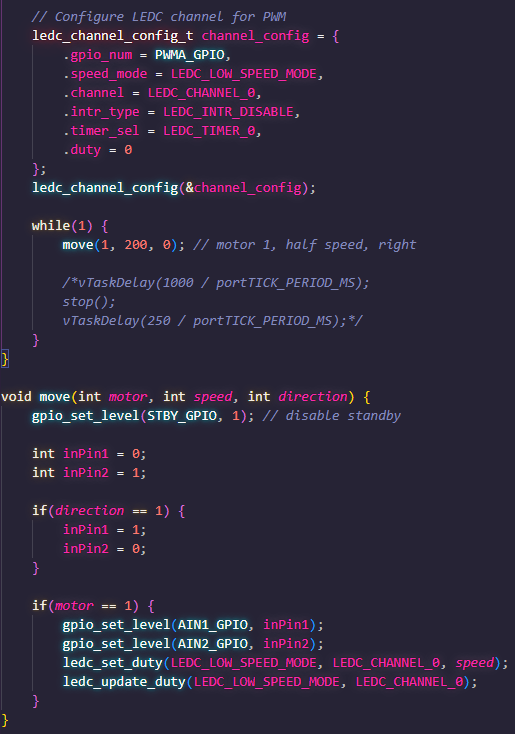 // Configure LEDC channel for PWM
ledc_channel_config_t channel_config = {
.gpio_num = PWMA_GPIO,
.speed_mode = LEDC_LOW_SPEED_MODE,
.channel = LEDC_CHANNEL_0,
.intr_type = LEDC_INTR_DISABLE,
.timer_sel = LEDC_TIMER_0,
.duty = 0
};
ledc_channel_config(&channel_config);
while(1) {
move(1, 200, 0); // motor 1, half speed, right
/*vTaskDelay(1000 / portTICK_PERIOD_MS);
stop();
vTaskDelay(250 / portTICK_PERIOD_MS);*/
}
}
void move(int motor, int speed, int direction) {
gpio_set_level(STBY_GPIO, 1); // disable standby
int inPin1 = 0;
int inPin2 = 1;
if(direction == 1) {
inPin1 = 1;
inPin2 = 0;
}
if(motor == 1) {
gpio_set_level(AIN1_GPIO, inPin1);
gpio_set_level(AIN2_GPIO, inPin2);
ledc_set_duty(LEDC_LOW_SPEED_MODE, LEDC_CHANNEL_0, speed);
ledc_update_duty(LEDC_LOW_SPEED_MODE, LEDC_CHANNEL_0);
}
}